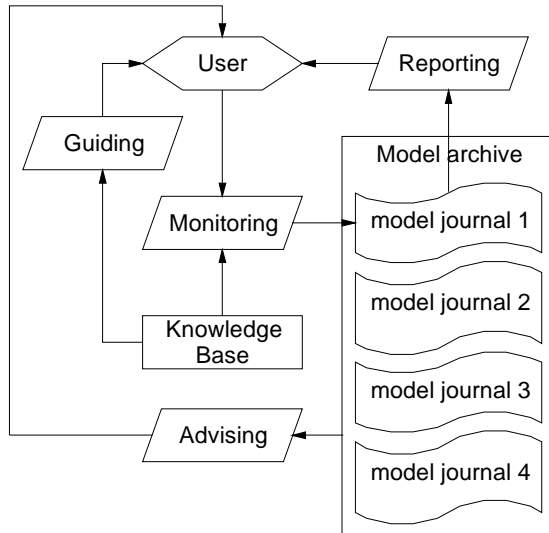 User
Reporting
Guiding
Model archive
Monitoring
model journal 1
model journal 2
Knowledge
Base
model journal 3
Advising
model journal 4